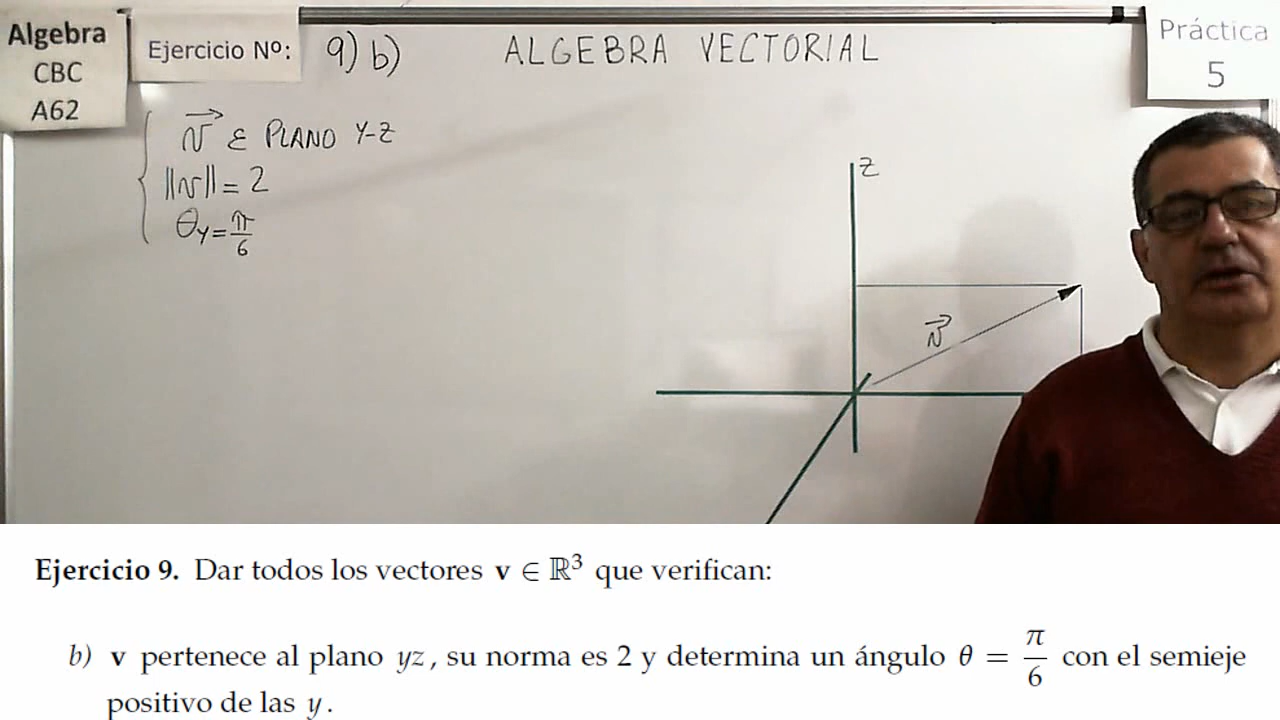 Algebra
CBC
A62
Ejercicio Nº:
9) b)
ALGEBRA VECTORIAL
Práctica
5
v ε PLANO Y-Z
||v|| = 2
θy = π/6
z
v
Ejercicio 9. Dar todos los vectores v ∈ ℝ³ que verifican:
b) v pertenece al plano yz, su norma es 2 y determina un ángulo θ = π/6 con el semieje
positivo de las y.